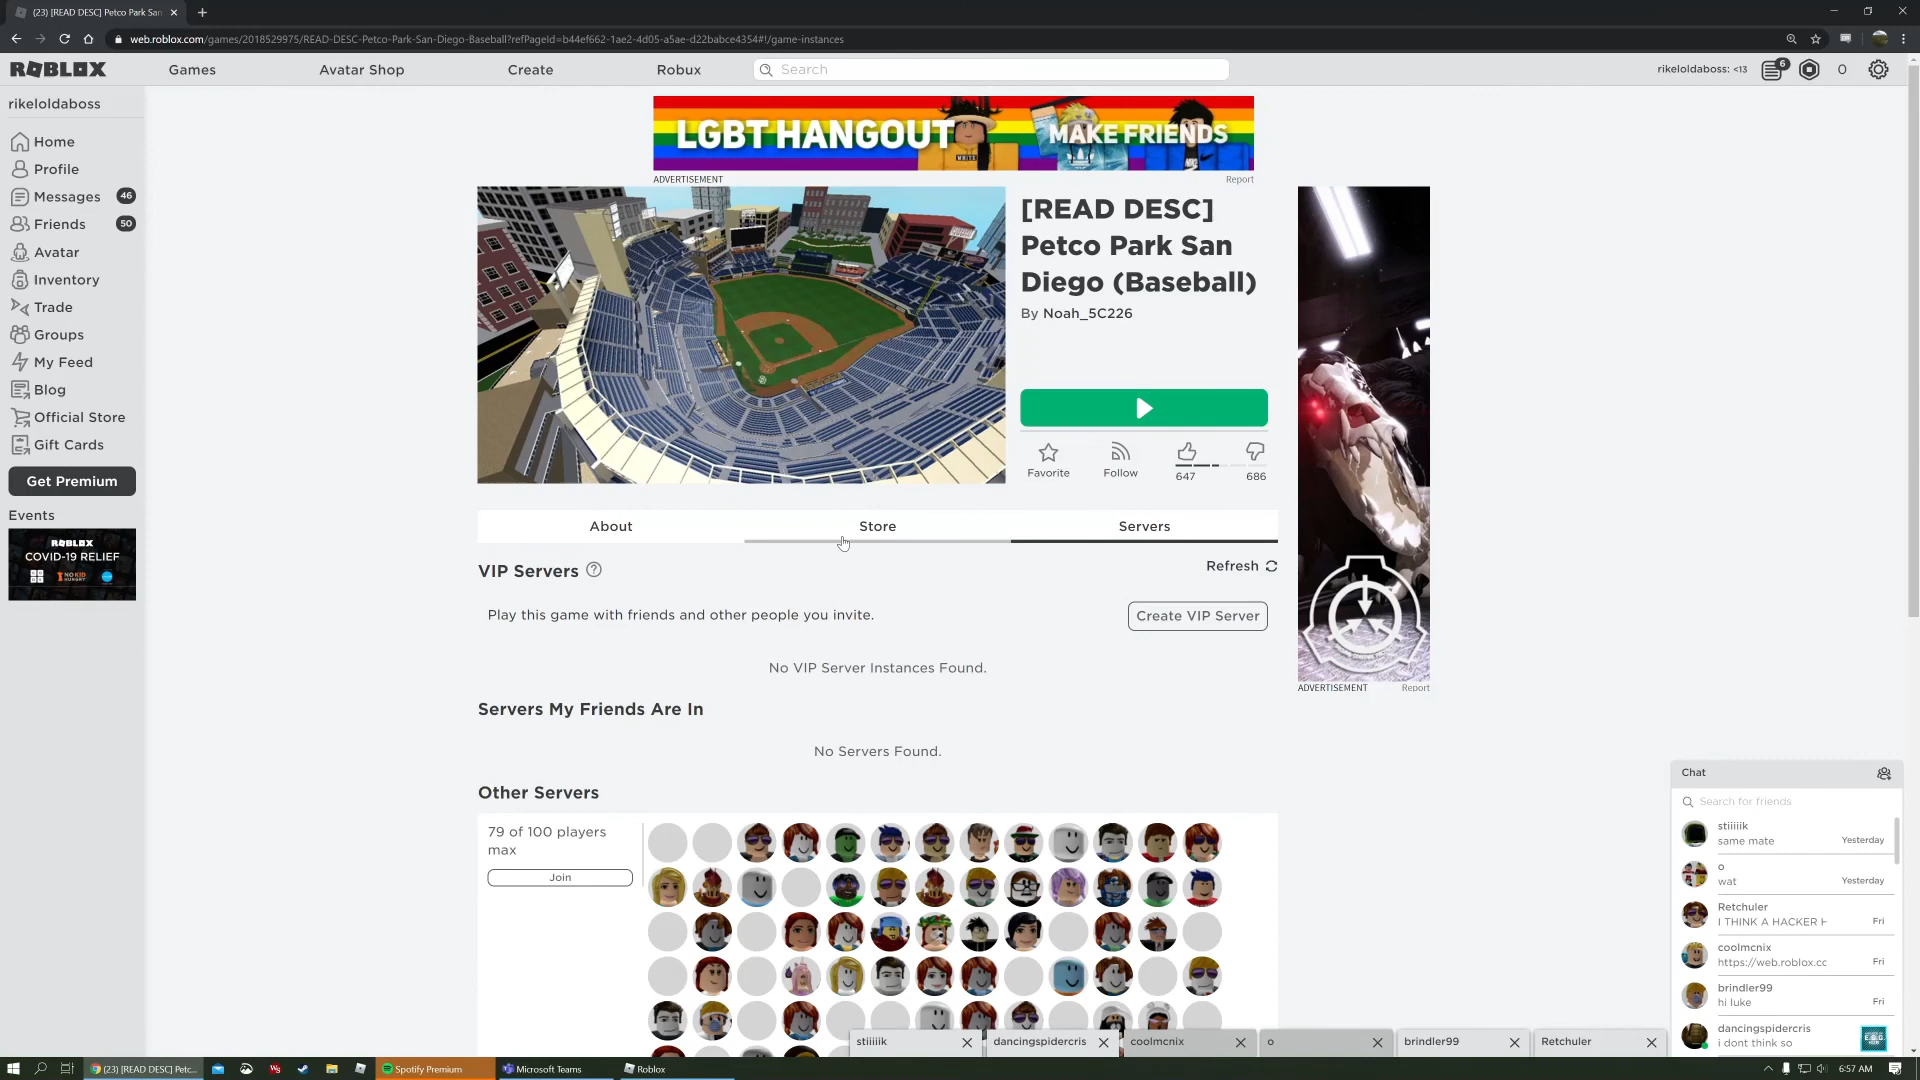 (23) [READ DESC] Petco Park San
web.roblox.com/games/2018529975/READ-DESC-Petco-Park-San-Diego-Baseball?refPageId=b44ef662-1ae2-4d05-a5ae-d22babce4354#!/game-instances
ROBLOX
Games
Avatar Shop
Create
Robux
Search
rikeloldaboss: <13
6
0
rikeloldaboss
Home
Profile
Messages 46
Friends 50
Avatar
Inventory
Trade
Groups
My Feed
Blog
Official Store
Gift Cards
Get Premium
Events
ROBLOX
COVID-19 RELIEF
NO KID
HUNGRY
LGBT HANGOUT
MAKE FRIENDS
WHITE
ADVERTISEMENT
Report
[READ DESC]
Petco Park San
Diego (Baseball)
By Noah_5C226
Favorite
Follow
647
686
ADVERTISEMENT
Report
About
Store
Servers
VIP Servers
Refresh
Play this game with friends and other people you invite.
Create VIP Server
No VIP Server Instances Found.
Servers My Friends Are In
No Servers Found.
Other Servers
79 of 100 players
max
Join
Chat
Search for friends
stiiiiik
same mate
Yesterday
o
wat
Yesterday
Retchuler
I THINK A HACKER H
Fri
coolmcnix
https://web.roblox.cc
Fri
brindler99
hi luke
Fri
dancingspidercris
i dont think so
stiiiiik
dancingspidercris
coolmcnix
o
brindler99
Retchuler
(23) [READ DESC] Petc...
Spotify Premium
Microsoft Teams
Roblox
6:57 AM